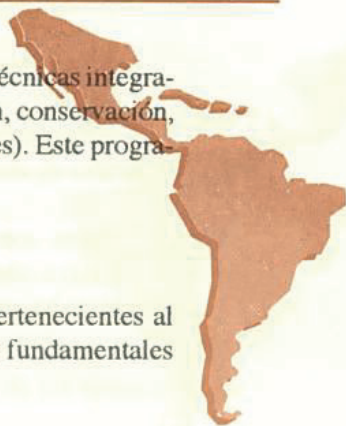 écnicas integra-
n, conservación,
es). Este progra-
ertenecientes al
fundamentales